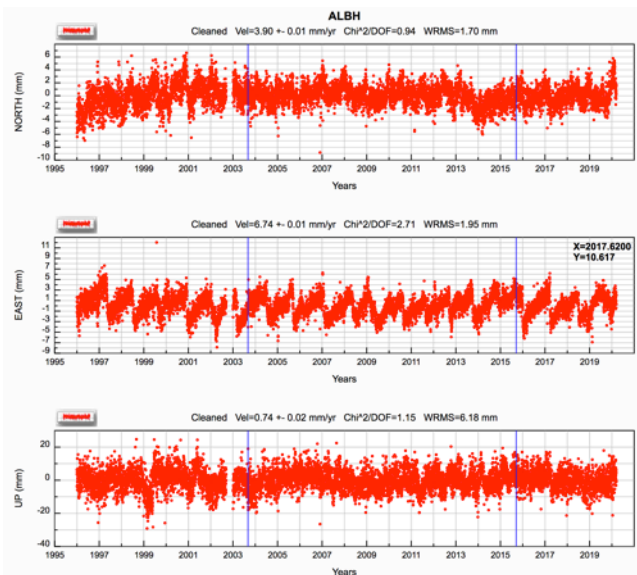 ALBH
Cleaned Vel=3.90 +- 0.01 mm/yr Chi^2/DOF=0.94 WRMS=1.70 mm
6
4
2
0
-2
-4
-6
-8
-10
NORTH (mm)
1995 1997 1999 2001 2003 2005 2007 2009 2011 2013 2015 2017 2019
Years
Cleaned Vel=6.74 +- 0.01 mm/yr Chi^2/DOF=2.71 WRMS=1.95 mm
X=2017.6200
Y=10.617
11
9
7
5
3
1
-1
-3
-5
-7
-9
EAST (mm)
1995 1997 1999 2001 2003 2005 2007 2009 2011 2013 2015 2017 2019
Years
Cleaned Vel=0.74 +- 0.02 mm/yr Chi^2/DOF=1.15 WRMS=6.18 mm
20
0
-20
-40
UP (mm)
1995 1997 1999 2001 2003 2005 2007 2009 2011 2013 2015 2017 2019
Years